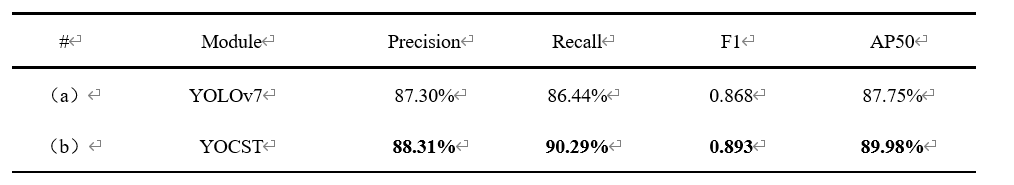 # Module Precision Recall F1 AP50
（a） YOLOv7 87.30% 86.44% 0.868 87.75%
（b） YOCST 88.31% 90.29% 0.893 89.98%